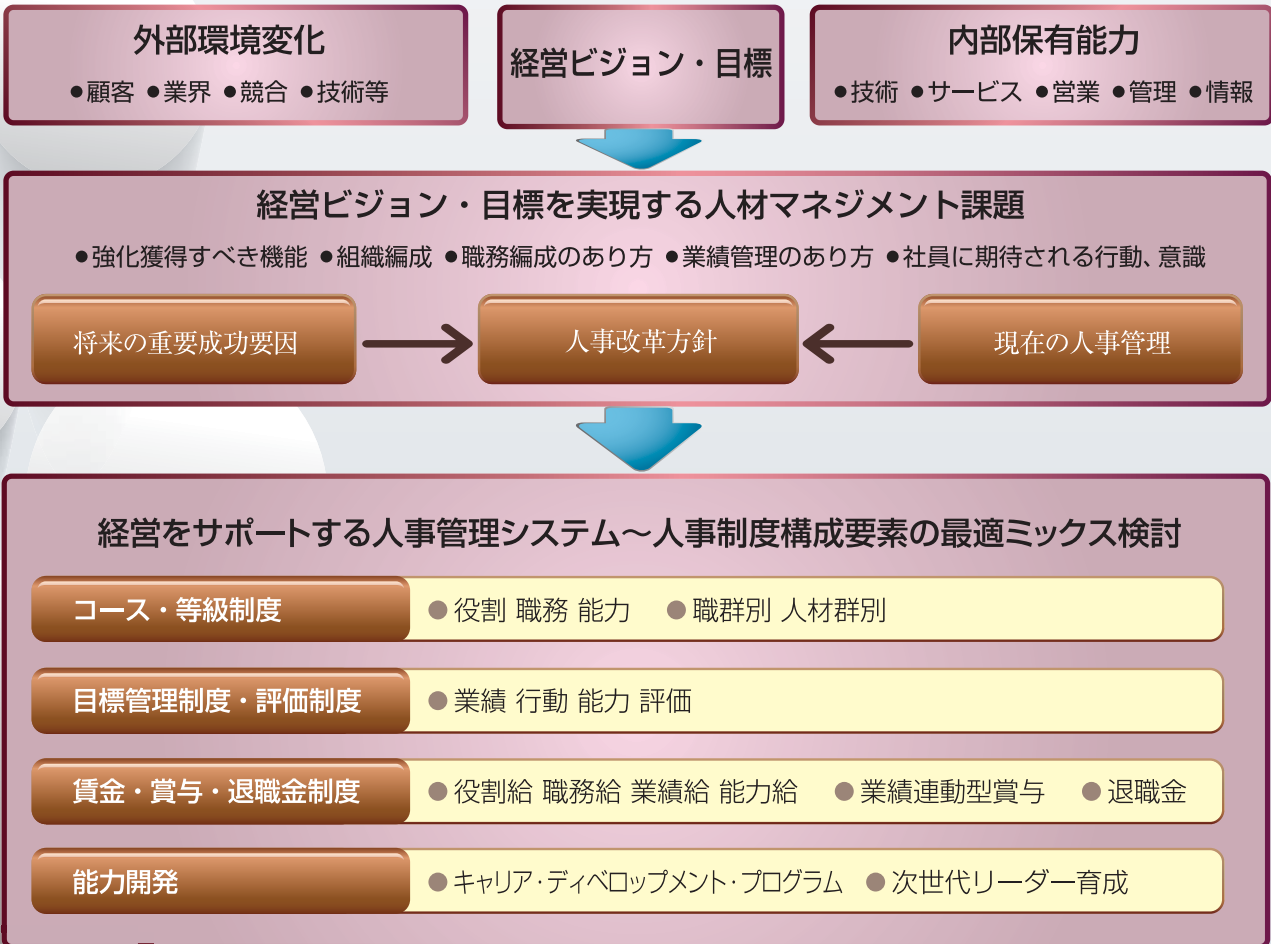 外部環境変化
●顧客 ●業界 ●競合 ●技術等
経営ビジョン・目標
内部保有能力
●技術 ●サービス ●営業 ●管理 ●情報
経営ビジョン・目標を実現する人材マネジメント課題
●強化獲得すべき機能 ●組織編成 ●職務編成のあり方 ●業績管理のあり方 ●社員に期待される行動、意識
将来の重要成功要因
人事改革方針
現在の人事管理
経営をサポートする人事管理システム～人事制度構成要素の最適ミックス検討
コース・等級制度
●役割 職務 能力 ●職群別 人材群別
目標管理制度・評価制度
●業績 行動 能力 評価
賃金・賞与・退職金制度
●役割給 職務給 業績給 能力給 ●業績連動型賞与 ●退職金
能力開発
●キャリア・ディベロップメント・プログラム ●次世代リーダー育成